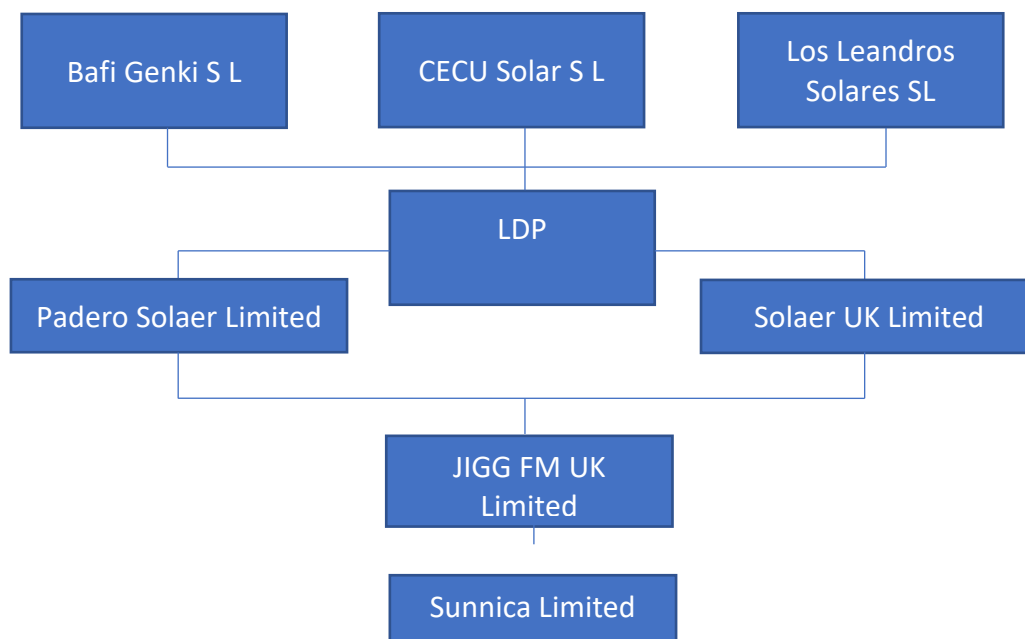 Bafi Genki S L
CECU Solar S L
Los Leandros
Solares SL
LDP
Padero Solaer Limited
Solaer UK Limited
JIGG FM UK
Limited
Sunnica Limited